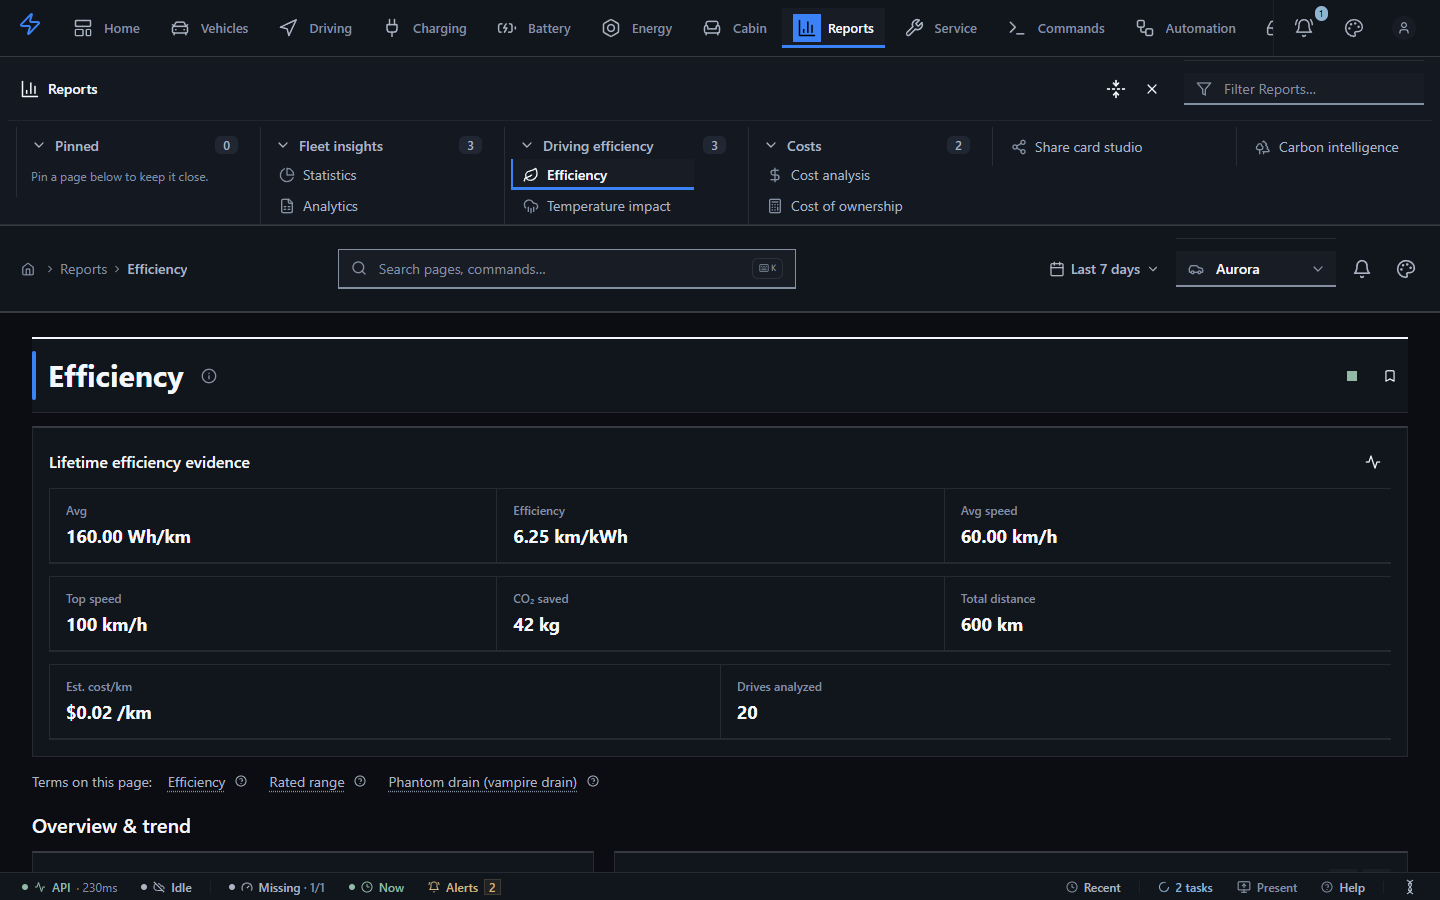 Home Vehicles Driving Charging Battery Energy Cabin Reports Service Commands Automation 1
Reports Filter Reports...
Pinned 0
Pin a page below to keep it close.
Fleet insights 3
Statistics
Analytics
Driving efficiency 3
Efficiency
Temperature impact
Costs 2
Cost analysis
Cost of ownership
Share card studio
Carbon intelligence
Reports Efficiency Search pages, commands... K Last 7 days Aurora
Efficiency
Lifetime efficiency evidence
Avg
160.00 Wh/km
Efficiency
6.25 km/kWh
Avg speed
60.00 km/h
Top speed
100 km/h
CO₂ saved
42 kg
Total distance
600 km
Est. cost/km
$0.02 /km
Drives analyzed
20
Terms on this page: Efficiency Rated range Phantom drain (vampire drain)
Overview & trend
API · 230ms Idle Missing · 1/1 Now Alerts 2 Recent 2 tasks Present Help